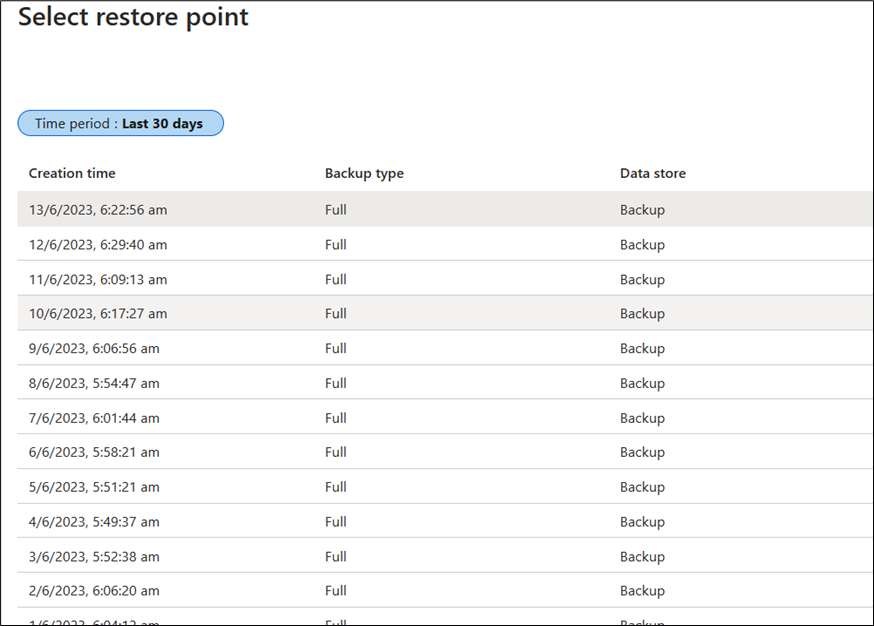 Select restore point
Time period : Last 30 days
Creation time Backup type Data store
13/6/2023, 6:22:56 am Full Backup
12/6/2023, 6:29:40 am Full Backup
11/6/2023, 6:09:13 am Full Backup
10/6/2023, 6:17:27 am Full Backup
9/6/2023, 6:06:56 am Full Backup
8/6/2023, 5:54:47 am Full Backup
7/6/2023, 6:01:44 am Full Backup
6/6/2023, 5:58:21 am Full Backup
5/6/2023, 5:51:21 am Full Backup
4/6/2023, 5:49:37 am Full Backup
3/6/2023, 5:52:38 am Full Backup
2/6/2023, 6:06:20 am Full Backup
1/6/2023, am Full Backup